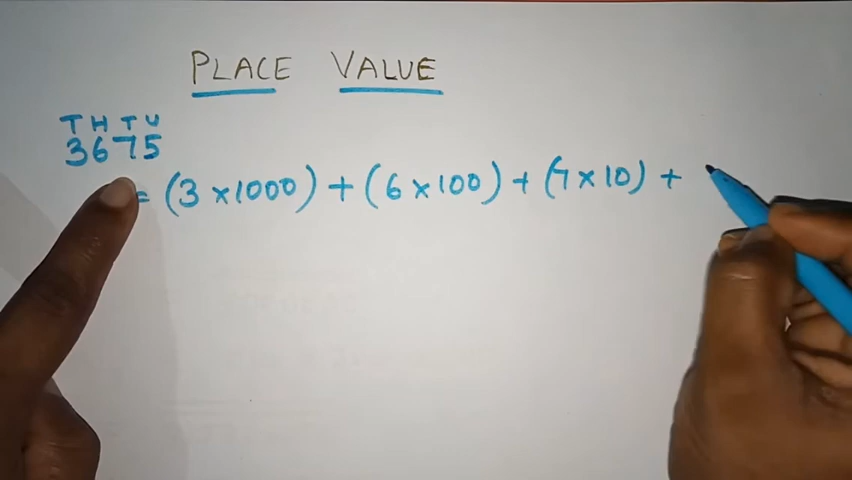 PLACE VALUE
T H T U
3675
= (3 × 1000) + (6 × 100) + (7 × 10) +